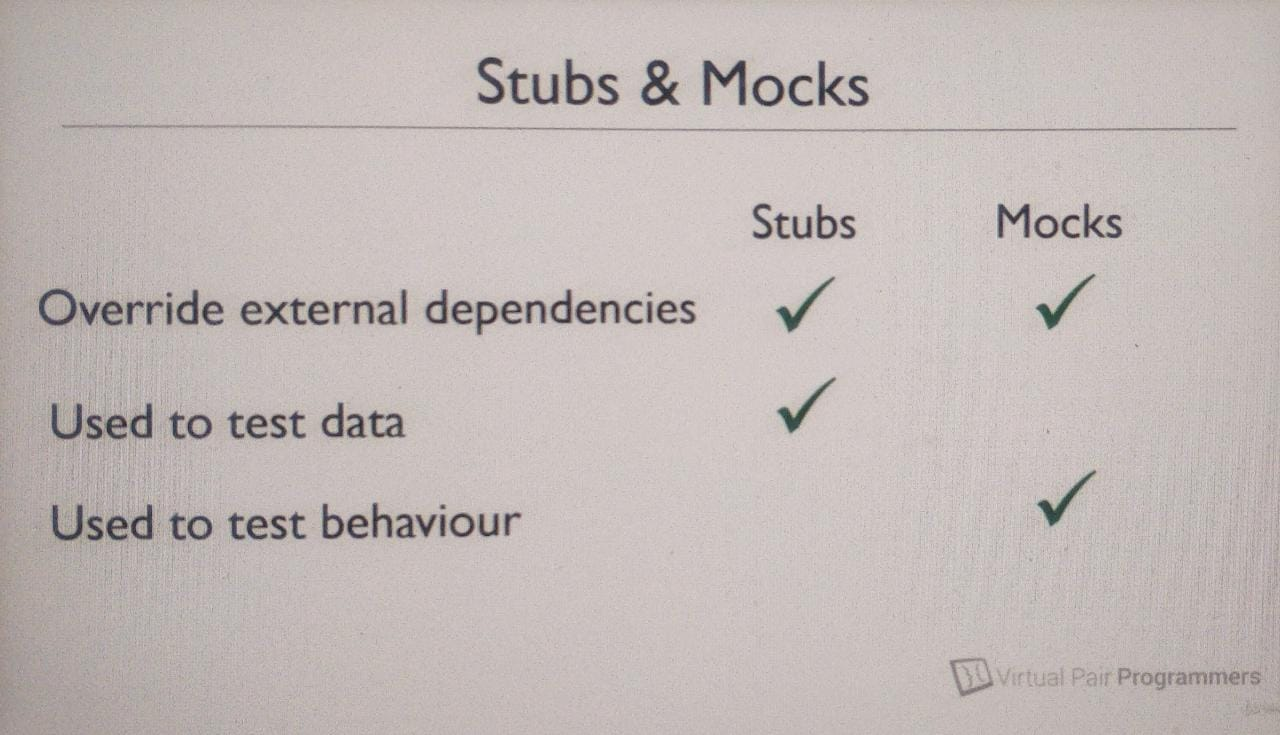 Stubs & Mocks
Stubs Mocks
Override external dependencies ✓ ✓
Used to test data ✓
Used to test behaviour ✓
Virtual Pair Programmers